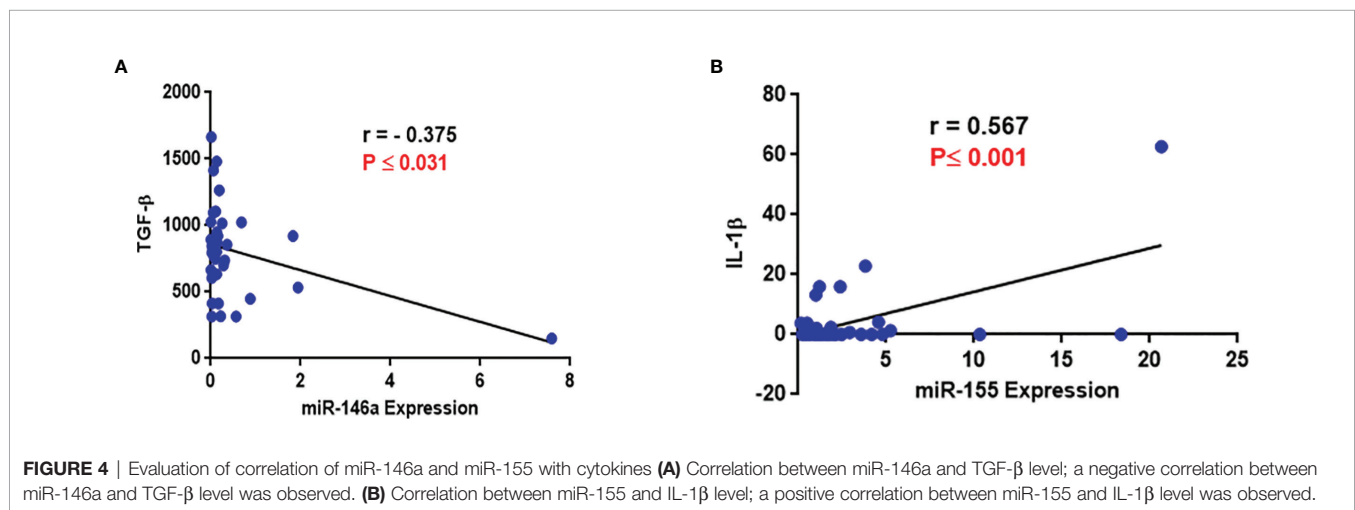 A
2000
1500
1000
500
0
TGF-β
r = - 0.375
P ≤ 0.031
0 2 4 6 8
miR-146a Expression
B
80
60
40
20
0
-20
IL-1β
r = 0.567
P≤ 0.001
5 10 15 20 25
miR-155 Expression
FIGURE 4 | Evaluation of correlation of miR-146a and miR-155 with cytokines (A) Correlation between miR-146a and TGF-β level; a negative correlation between
miR-146a and TGF-β level was observed. (B) Correlation between miR-155 and IL-1β level; a positive correlation between miR-155 and IL-1β level was observed.